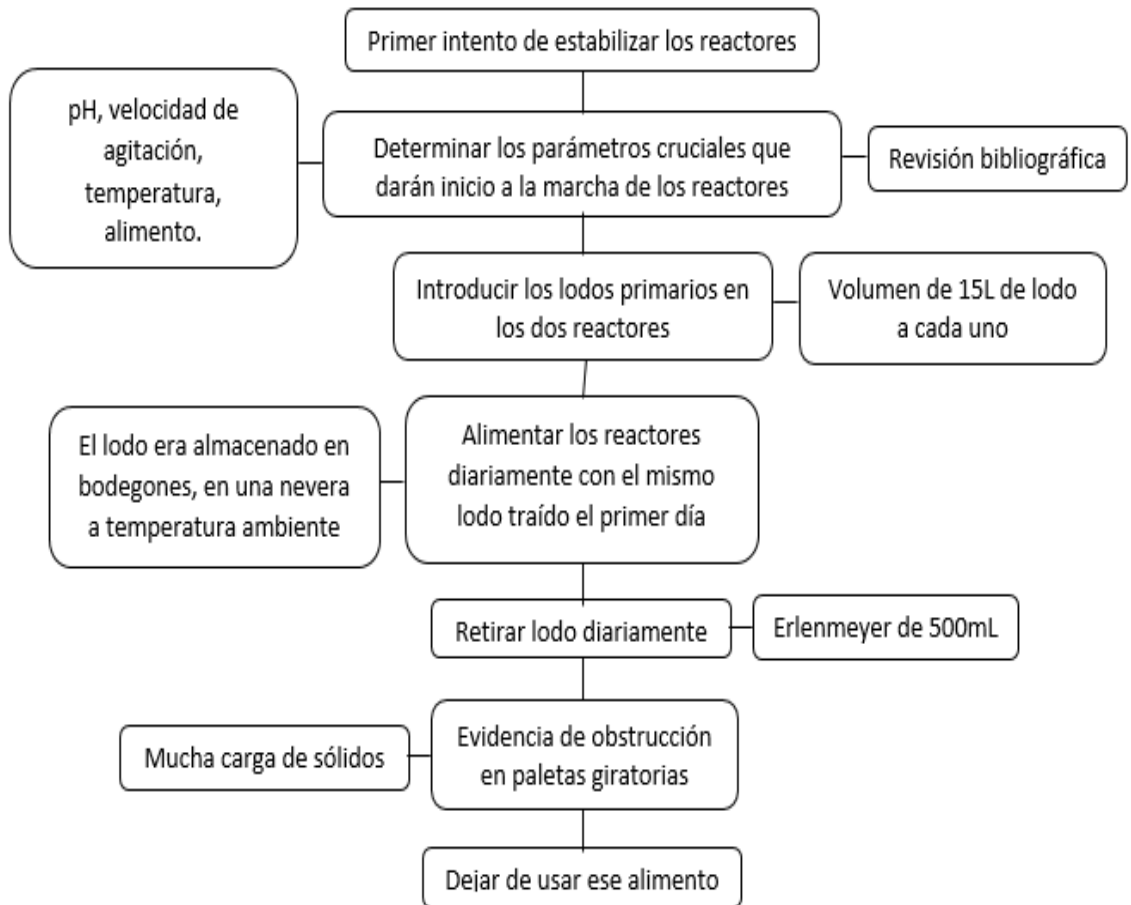 Primer intento de estabilizar los reactores
pH, velocidad de
agitación,
temperatura,
alimento.
Determinar los parámetros cruciales que
darán inicio a la marcha de los reactores
Revisión bibliográfica
Introducir los lodos primarios en
los dos reactores
Volumen de 15L de lodo
a cada uno
El lodo era almacenado en
bodegones, en una nevera
a temperatura ambiente
Alimentar los reactores
diariamente con el mismo
lodo traído el primer día
Retirar lodo diariamente
Erlenmeyer de 500mL
Mucha carga de sólidos
Evidencia de obstrucción
en paletas giratorias
Dejar de usar ese alimento